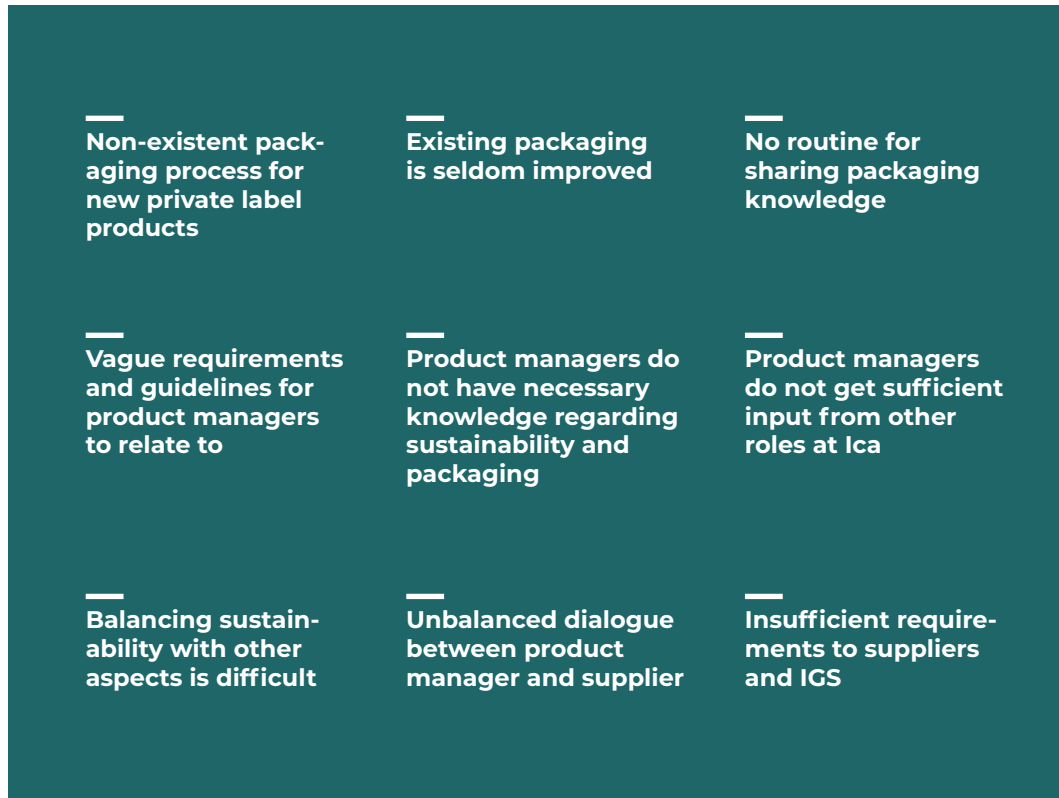 Non-existent pack-
aging process for
new private label
products
Existing packaging
is seldom improved
No routine for
sharing packaging
knowledge
Vague requirements
and guidelines for
product managers
to relate to
Product managers do
not have necessary
knowledge regarding
sustainability and
packaging
Product managers
do not get sufficient
input from other
roles at Ica
Balancing sustain-
ability with other
aspects is difficult
Unbalanced dialogue
between product
manager and supplier
Insufficient require-
ments to suppliers
and IGS